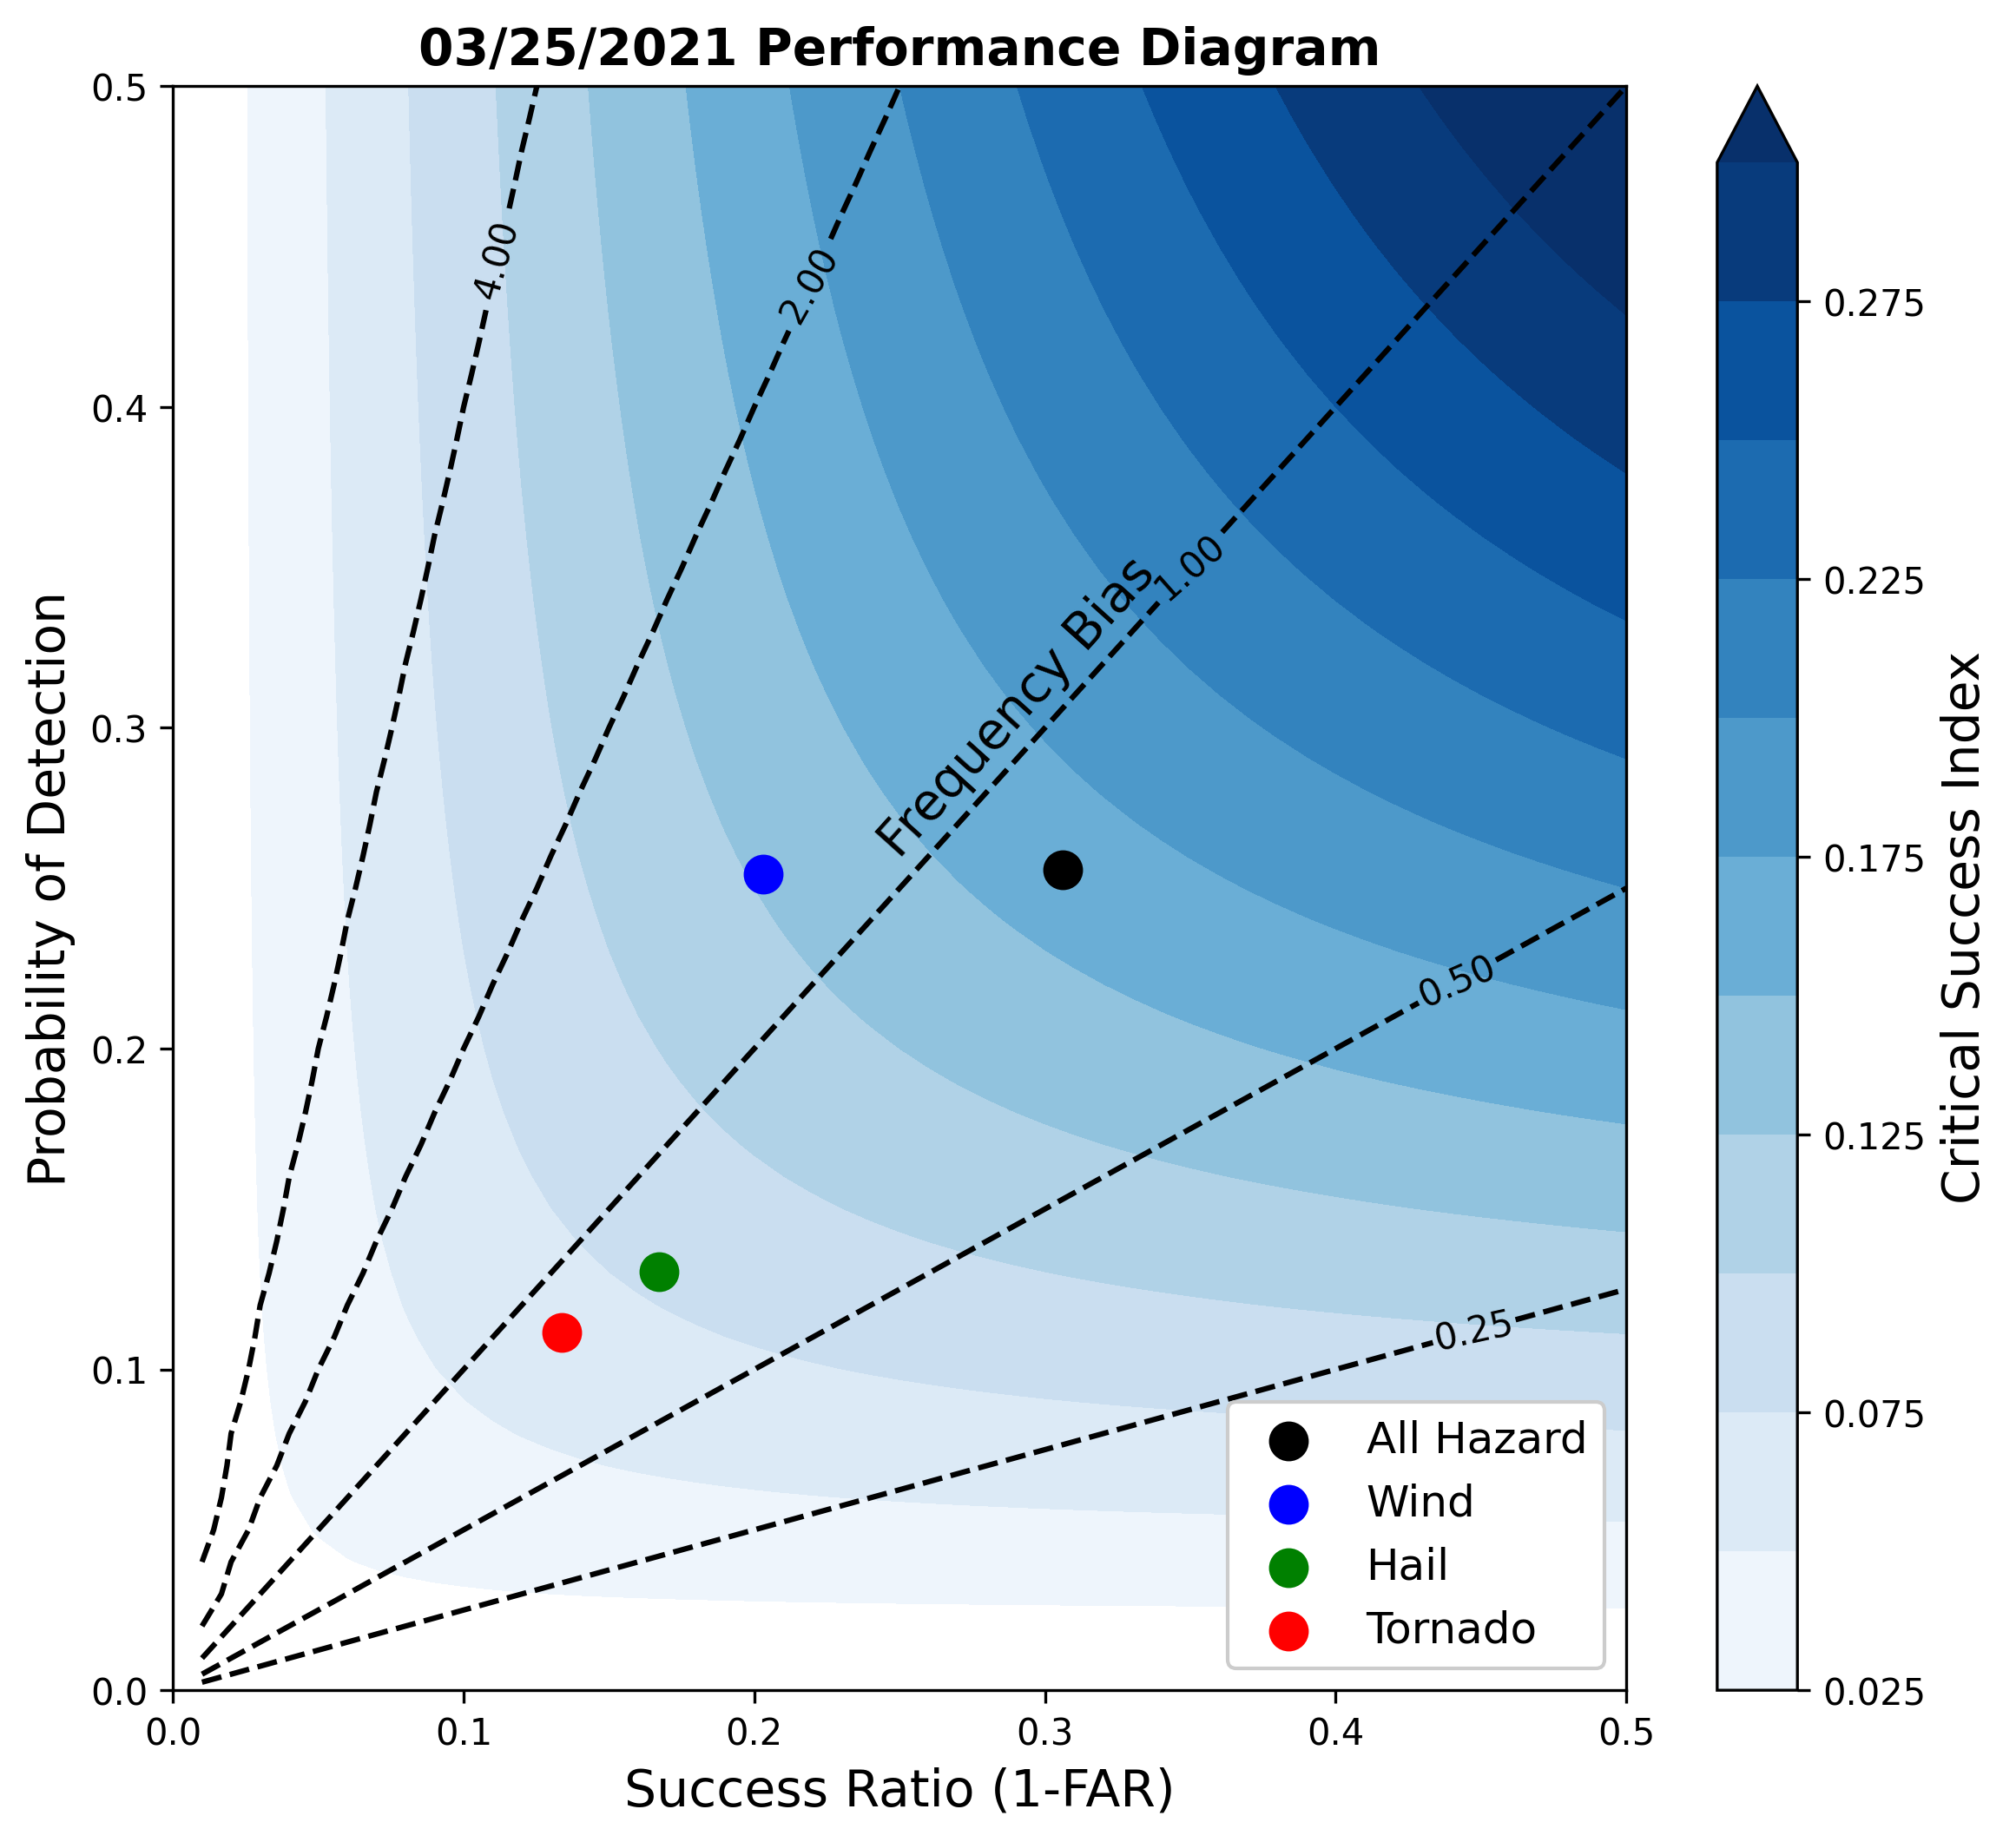 03/25/2021 Performance Diagram
0.5
0.4
0.3
0.2
0.1
0.0
Probability of Detection
4.00
2.00
1.00
0.50
0.25
Frequency Bias
All Hazard
Wind
Hail
Tornado
0.0 0.1 0.2 0.3 0.4 0.5
Success Ratio (1-FAR)
0.275
0.225
0.175
0.125
0.075
0.025
Critical Success Index